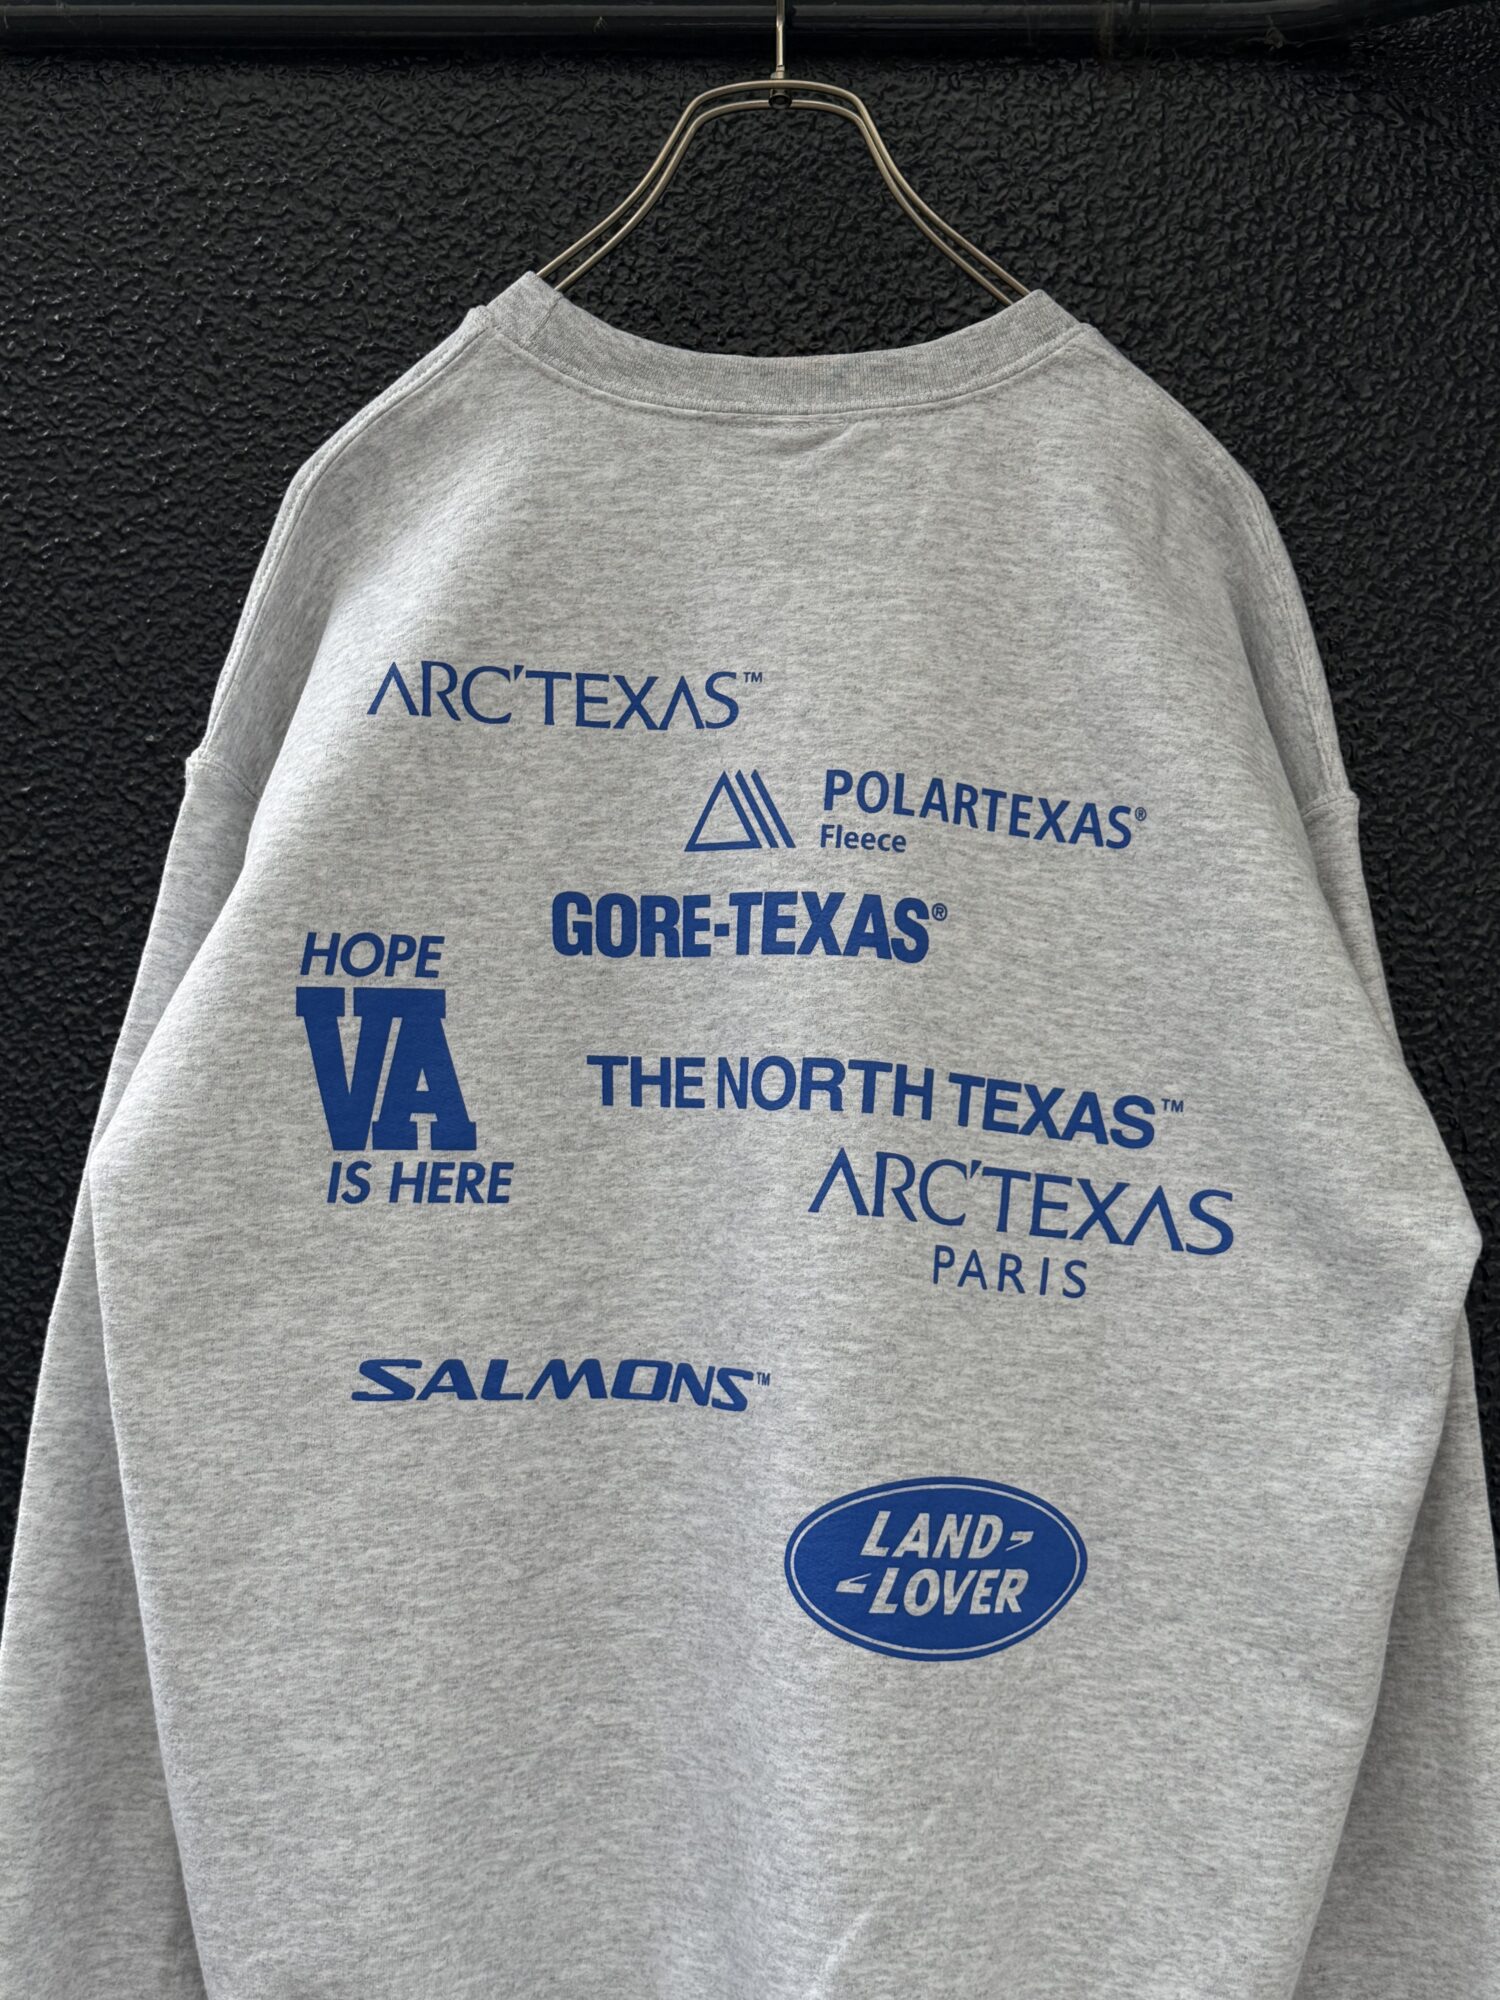 ARC'TEXAS™
POLARTEXAS®
Fleece
GORE-TEXAS®
HOPE
VA
IS HERE
THE NORTH TEXAS™
ARC'TEXAS
PARIS
SALMONS™
LAND-
-LOVER